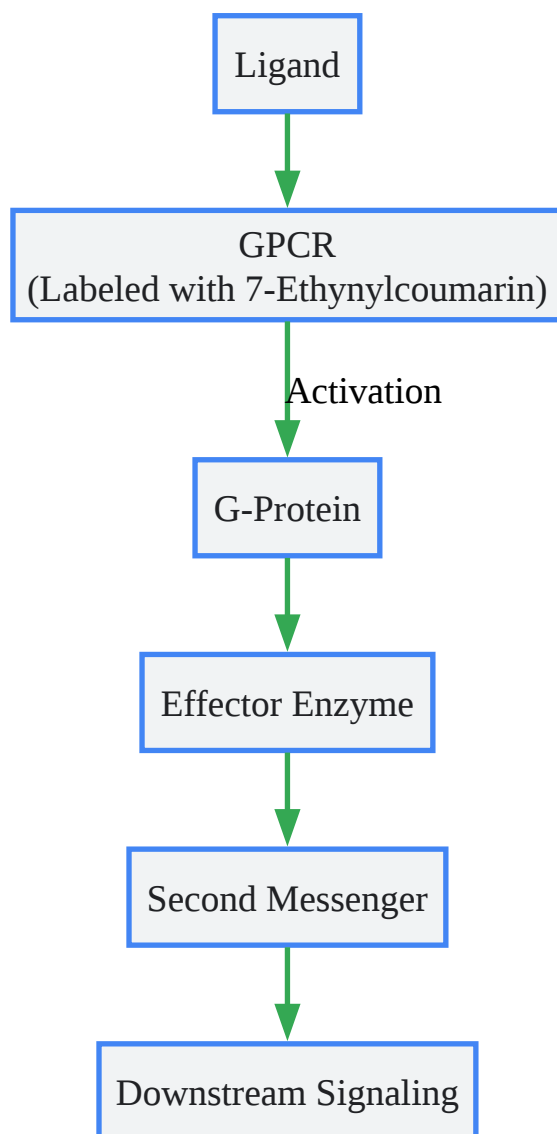 Ligand
GPCR
(Labeled with 7-Ethynylcoumarin)
Activation
G-Protein
Effector Enzyme
Second Messenger
Downstream Signaling